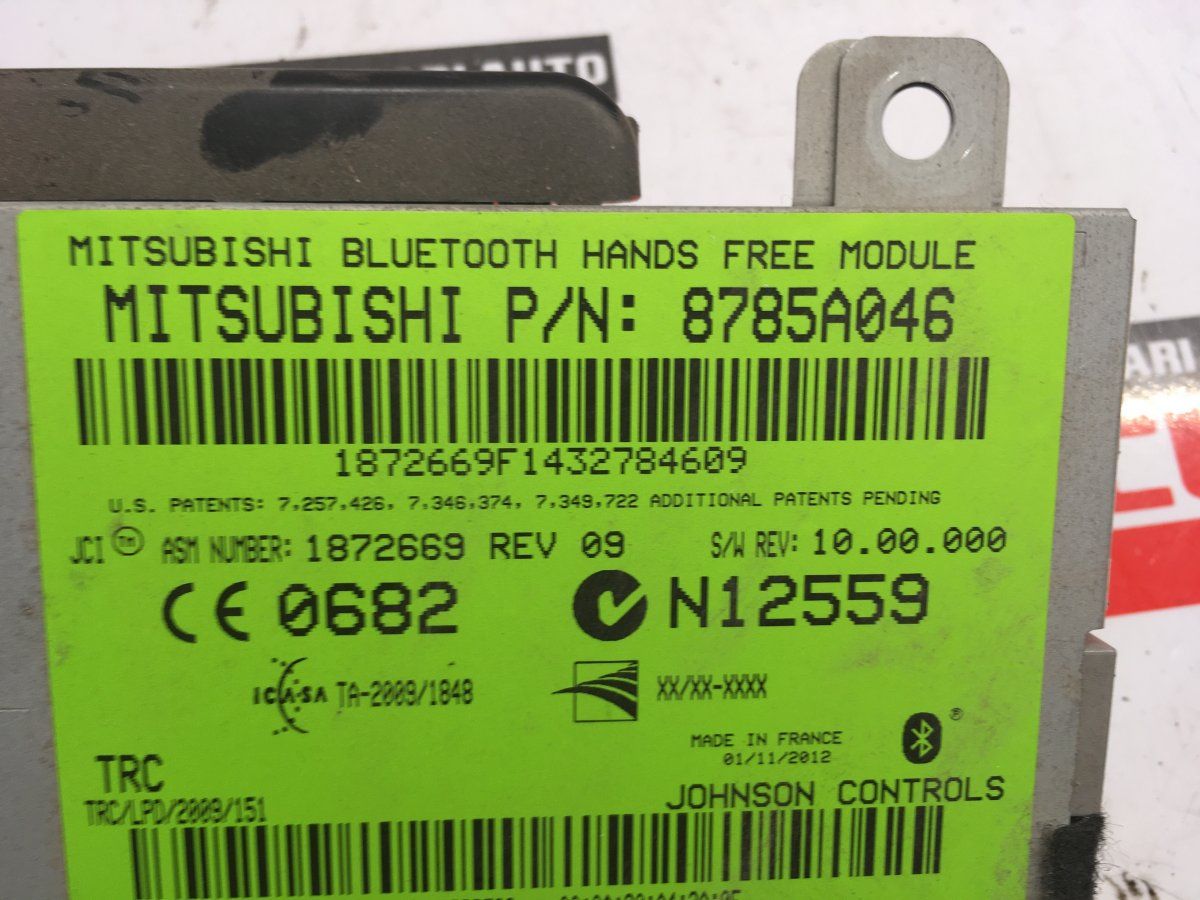 AUTO
MITSUBISHI BLUETOOTH HANDS FREE MODULE
MITSUBISHI P/N: 8785A046
1872669F1432784609
U.S. PATENTS: 7,257,426, 7,346,374, 7,349,722 ADDITIONAL PATENTS PENDING
JCI TM ASM NUMBER: 1872669 REV 09 S/W REV: 10.00.000
CE 0682 N12559
ICASA TA-2009/1848 XX/XX-XXXX
MADE IN FRANCE
01/11/2012
TRC
TRC/LPD/2009/151
JOHNSON CONTROLS